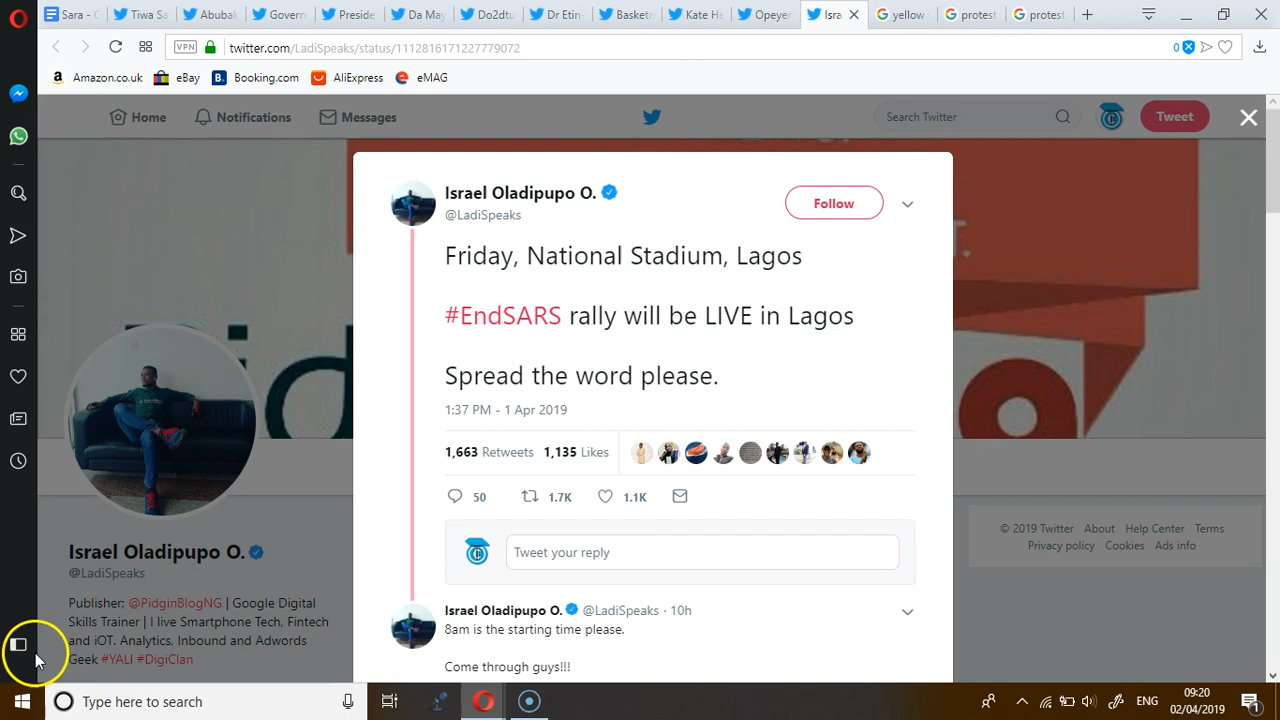 Sara -
Tiwa Sa
Abubak
Govern
Preside
Da May
Do2dtu
Dr Etin-
Basketm
Kate He
Opeyer
Isra
yellow
protest
protest
VPN
twitter.com/LadiSpeaks/status/1112816171227779072
0
Amazon.co.uk
eBay
Booking.com
AliExpress
eMAG
Home
Notifications
Messages
Search Twitter
Tweet
Israel Oladipupo O.
@LadiSpeaks
Follow
Friday, National Stadium, Lagos
#EndSARS rally will be LIVE in Lagos
Spread the word please.
1:37 PM - 1 Apr 2019
1,663 Retweets 1,135 Likes
50 1.7K 1.1K
Tweet your reply
Israel Oladipupo O. @LadiSpeaks · 10h
8am is the starting time please.
Come through guys!!!
Israel Oladipupo O.
@LadiSpeaks
Publisher; @PidginBlogNG | Google Digital
Skills Trainer | I live Smartphone Tech, Fintech
and iOT. Analytics, Inbound and Adwords
Geek #YALI #DigiClan
© 2019 Twitter About Help Center Terms
Privacy policy Cookies Ads info
Type here to search
ENG
09:20
02/04/2019
1